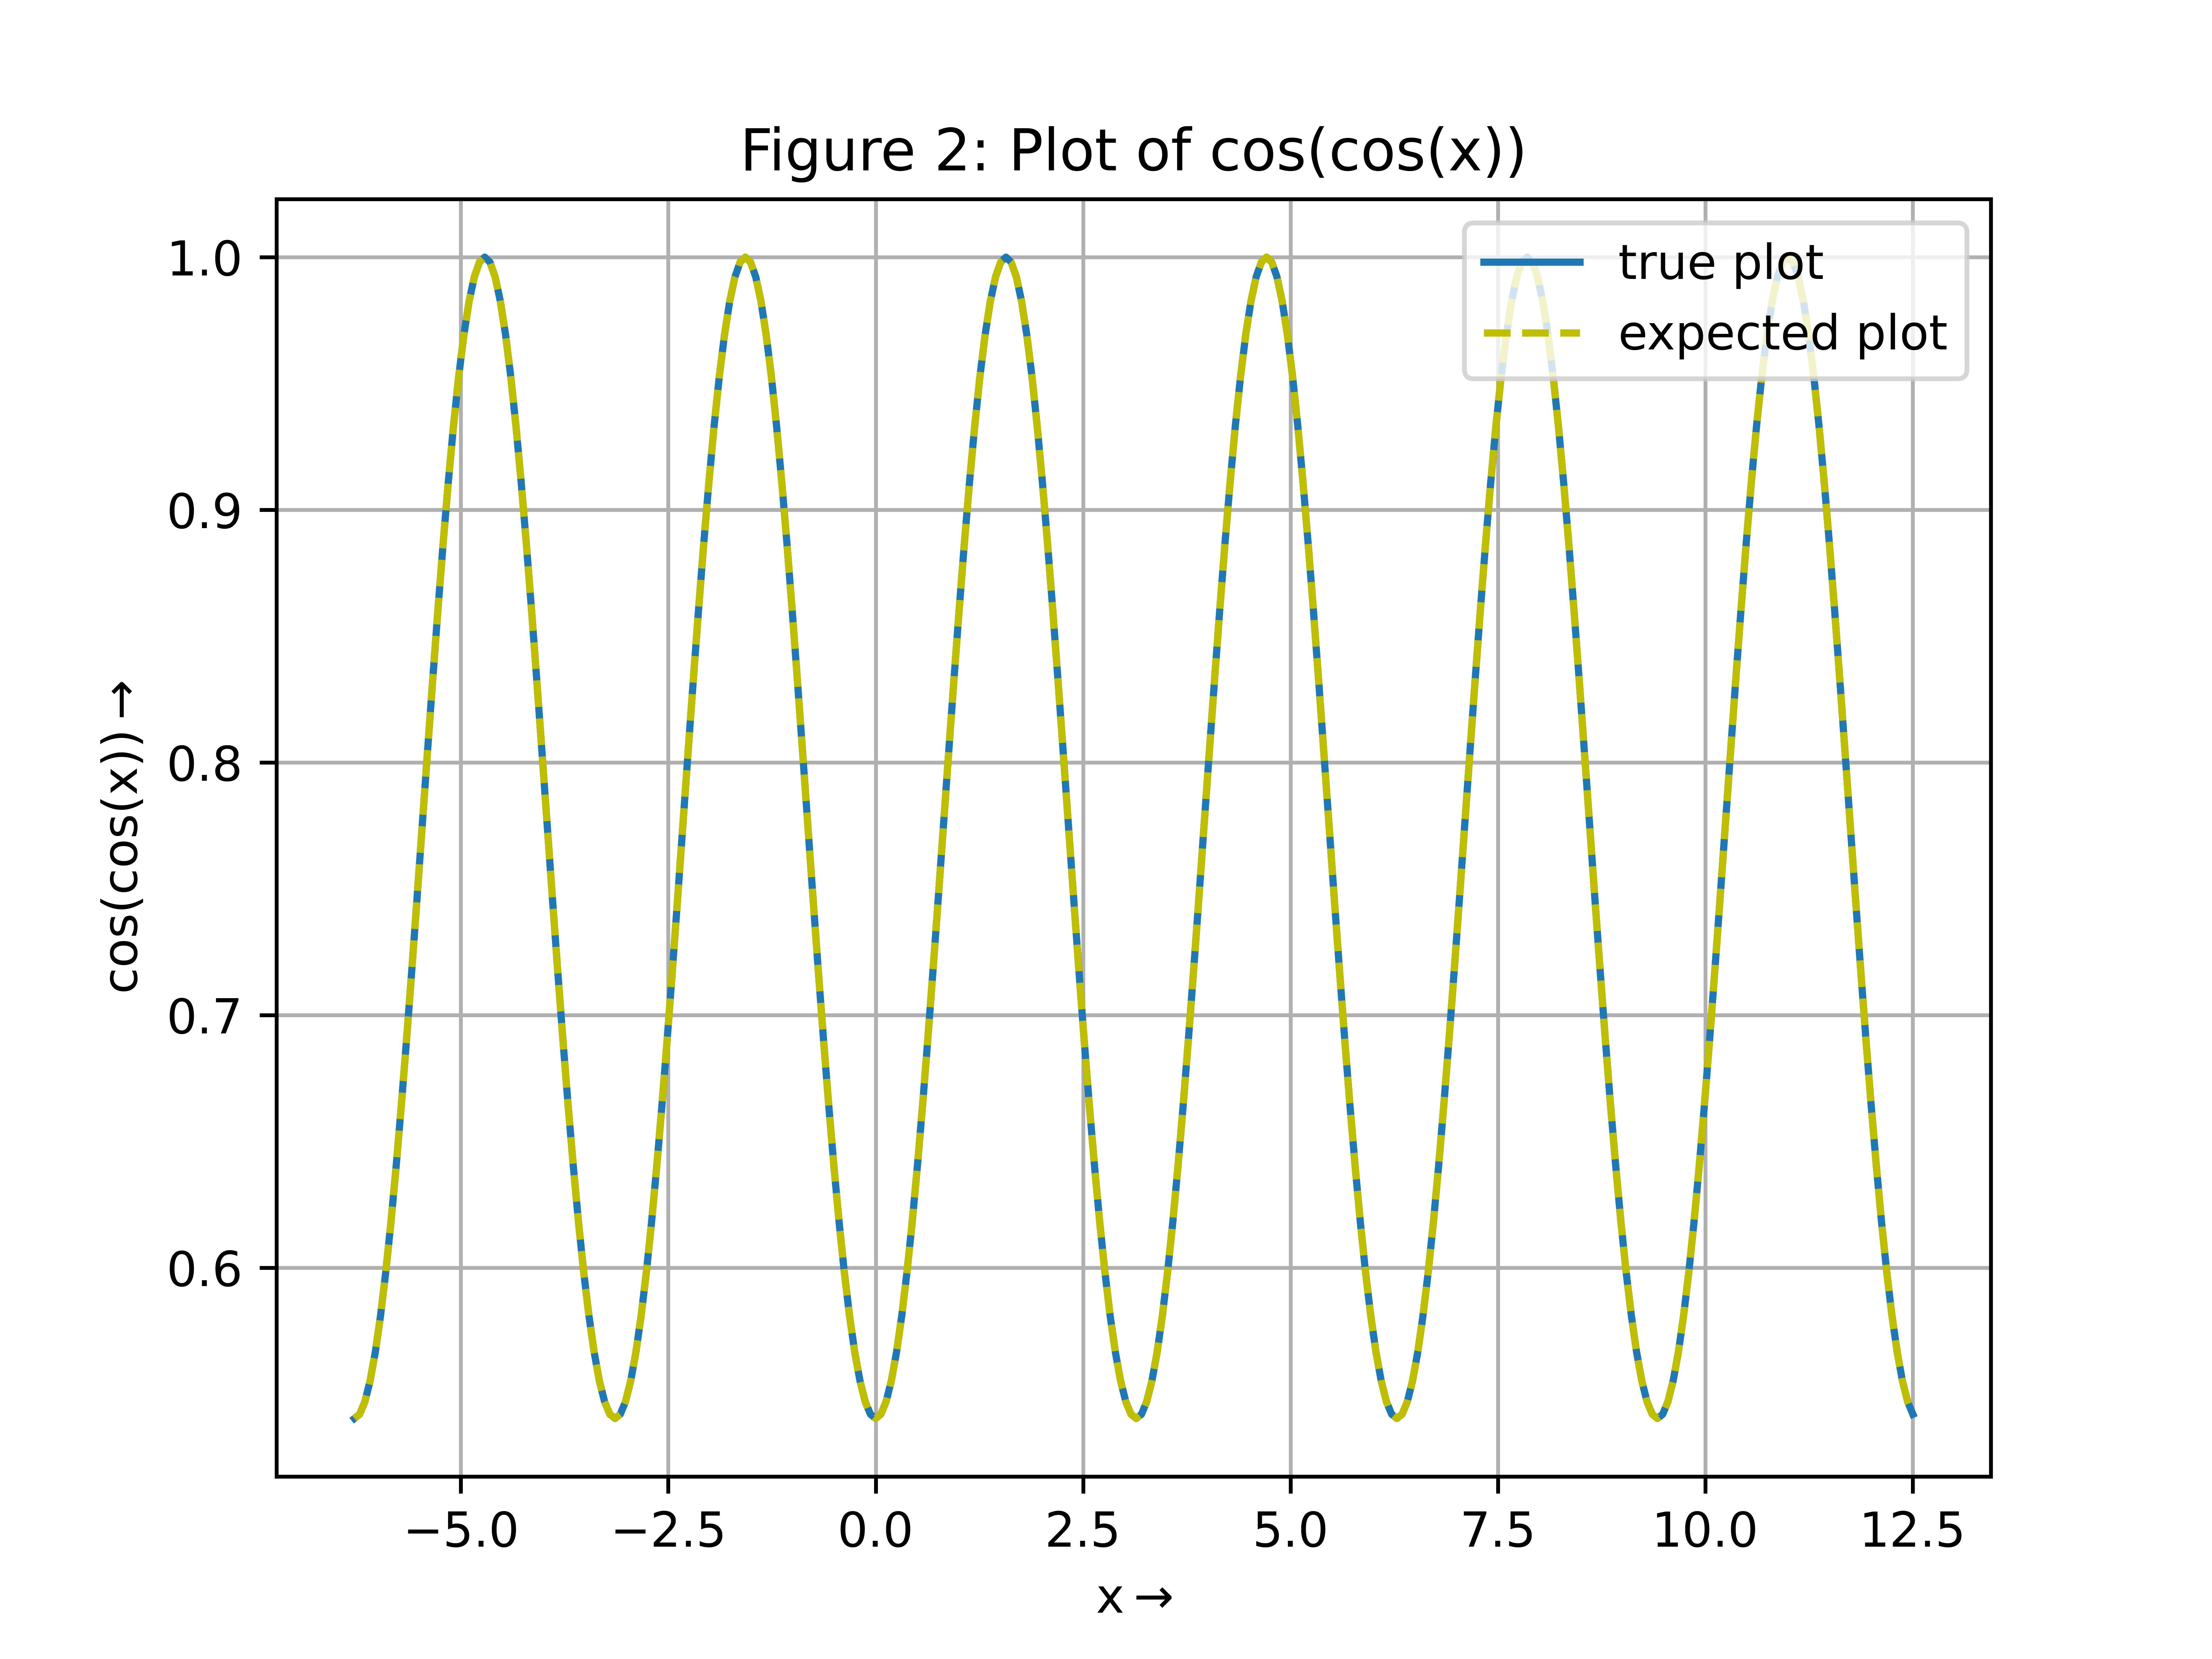 Figure 2: Plot of cos(cos(x))
true plot
expected plot
cos(cos(x)) →
1.0
0.9
0.8
0.7
0.6
−5.0 −2.5 0.0 2.5 5.0 7.5 10.0 12.5
x →